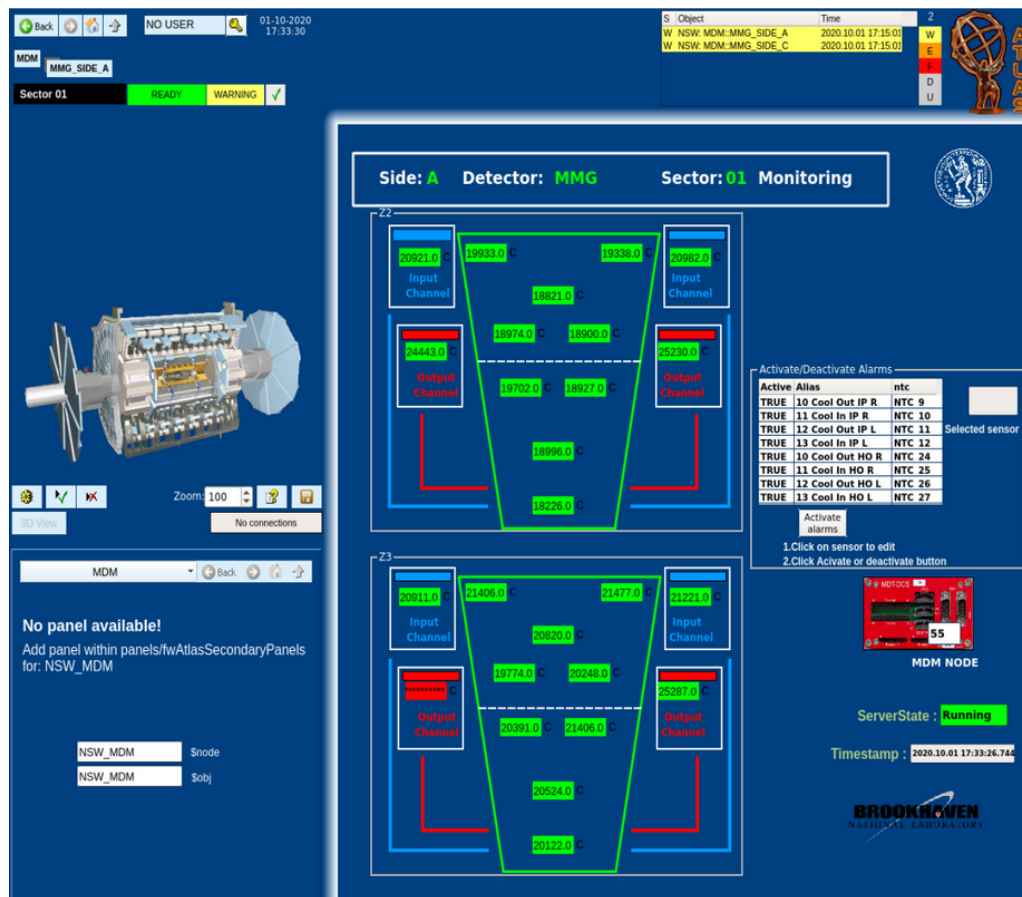 Back
NO USER
01-10-2020
17:33:30
MDM
MMG_SIDE_A
Sector 01 READY WARNING
S Object Time 2
W NSW: MDM::MMG_SIDE_A 2020.10.01 17:15:01 W
W NSW: MDM::MMG_SIDE_C 2020.10.01 17:15:01 E
F
D
U
ATLAS
Side: A Detector: MMG Sector: 01 Monitoring
Z2
20921.0 C 19933.0 C 19338.0 C 20982.0 C
Input Channel
Input Channel
18821.0 C
18974.0 C 18900.0 C
24443.0 C 25230.0 C
Output Channel
Output Channel
19702.0 C 18927.0 C
18996.0 C
18226.0 C
Activate/Deactivate Alarms
Active Alias ntc
TRUE 10 Cool Out IP R NTC 9
TRUE 11 Cool In IP R NTC 10
TRUE 12 Cool Out IP L NTC 11
TRUE 13 Cool In IP L NTC 12
TRUE 10 Cool Out HO R NTC 24
TRUE 11 Cool In HO R NTC 25
TRUE 12 Cool Out HO L NTC 26
TRUE 13 Cool In HO L NTC 27
Selected sensor
Activate
alarms
1.Click on sensor to edit
2.Click Acivate or deactivate button
Zoom: 100
3D View No connections
MDM Back
No panel available!
Add panel within panels/fwAtlasSecondaryPanels
for: NSW_MDM
NSW_MDM $node
NSW_MDM $obj
Z3
20911.0 C 21406.0 C 21477.0 C 21221.0 C
Input Channel
Input Channel
20820.0 C
19774.0 C 20248.0 C
********** C 25287.0 C
Output Channel
Output Channel
20391.0 C 21406.0 C
20524.0 C
20122.0 C
MDT-DCS
55
MDM NODE
ServerState : Running
Timestamp : 2020.10.01 17:33:26.744
BROOKHAVEN
NATIONAL LABORATORY